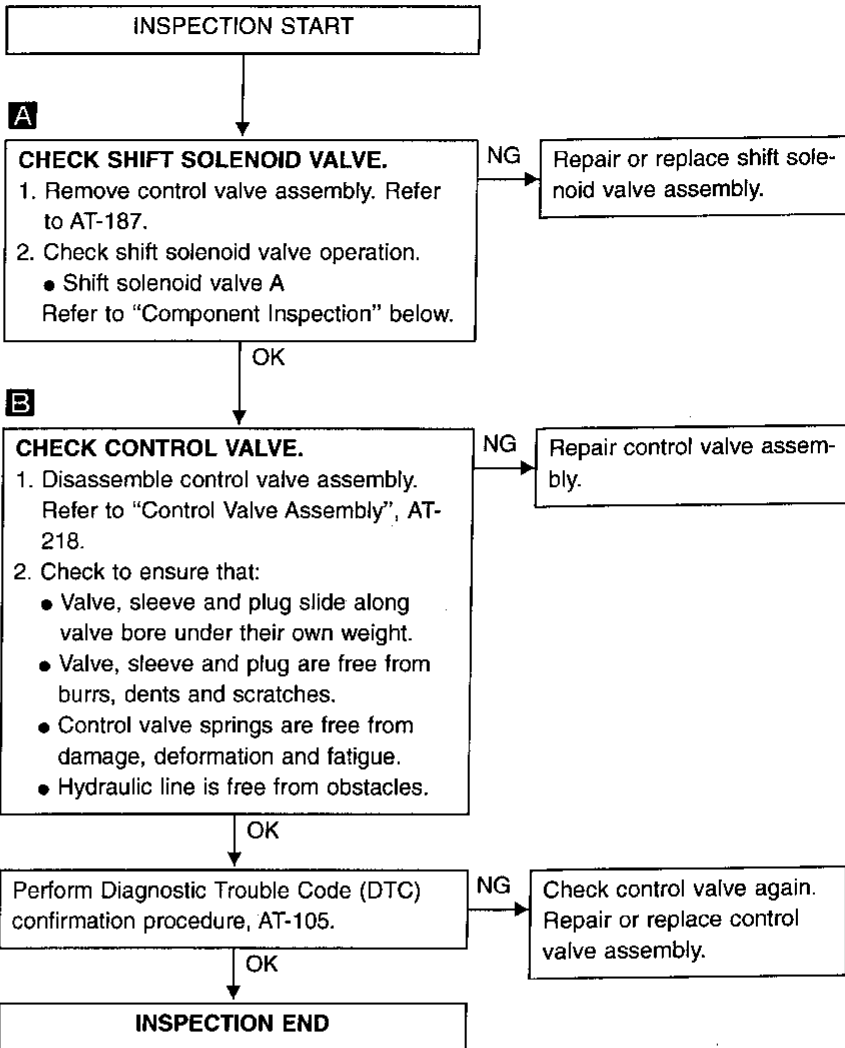 INSPECTION START
A
CHECK SHIFT SOLENOID VALVE.
1. Remove control valve assembly. Refer
to AT-187.
2. Check shift solenoid valve operation.
● Shift solenoid valve A
Refer to “Component Inspection” below.
NG
Repair or replace shift sole-
noid valve assembly.
OK
B
CHECK CONTROL VALVE.
1. Disassemble control valve assembly.
Refer to “Control Valve Assembly”, AT-
218.
2. Check to ensure that:
● Valve, sleeve and plug slide along
valve bore under their own weight.
● Valve, sleeve and plug are free from
burrs, dents and scratches.
● Control valve springs are free from
damage, deformation and fatigue.
● Hydraulic line is free from obstacles.
NG
Repair control valve assem-
bly.
OK
Perform Diagnostic Trouble Code (DTC)
confirmation procedure, AT-105.
NG
Check control valve again.
Repair or replace control
valve assembly.
OK
INSPECTION END